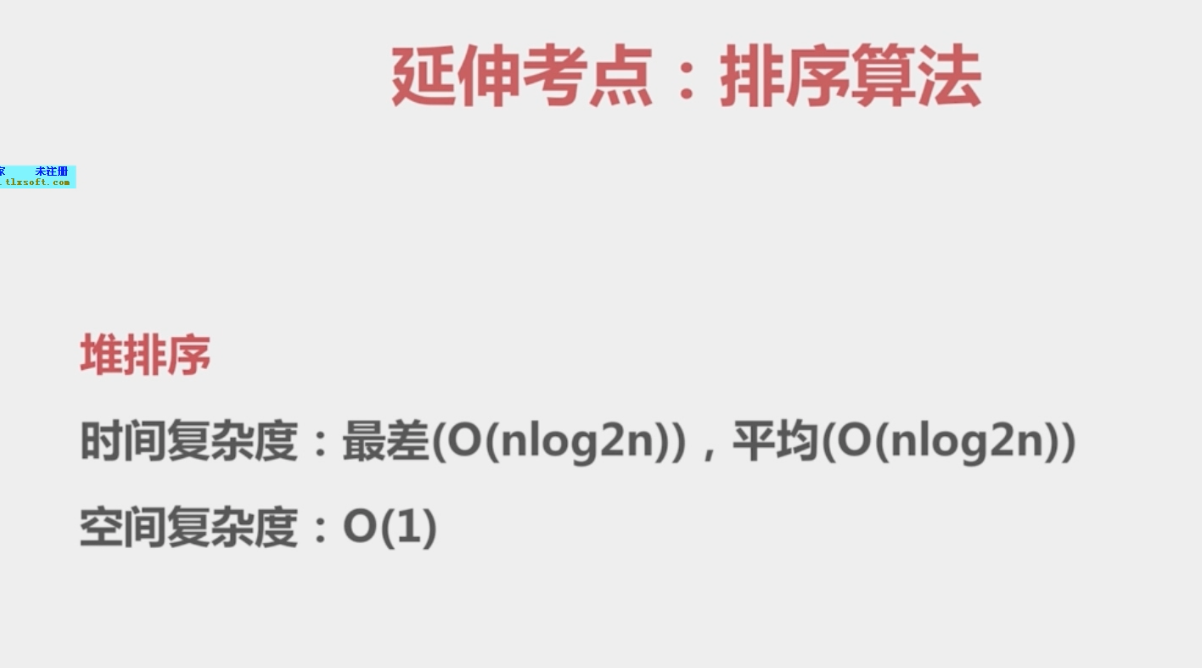 延伸考点：排序算法
家 未注册
.tlxsoft.com
堆排序
时间复杂度：最差(O(nlog2n))，平均(O(nlog2n))
空间复杂度：O(1)